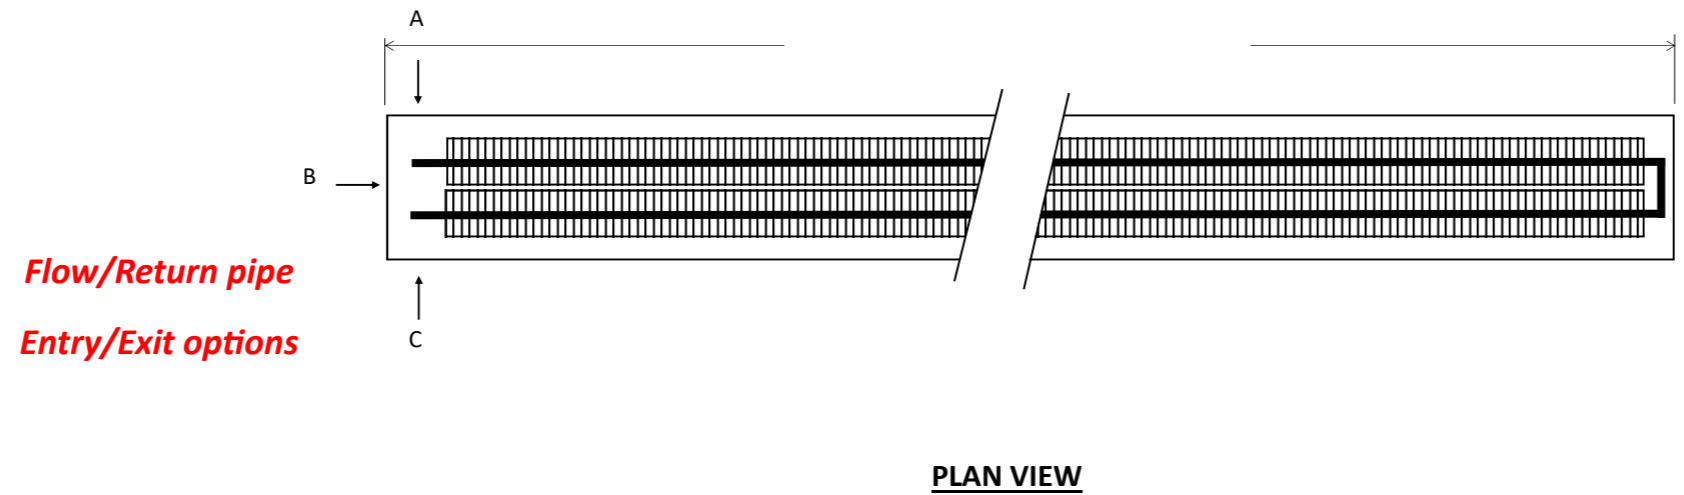 A
B
Flow/Return pipe
Entry/Exit options
C
PLAN VIEW